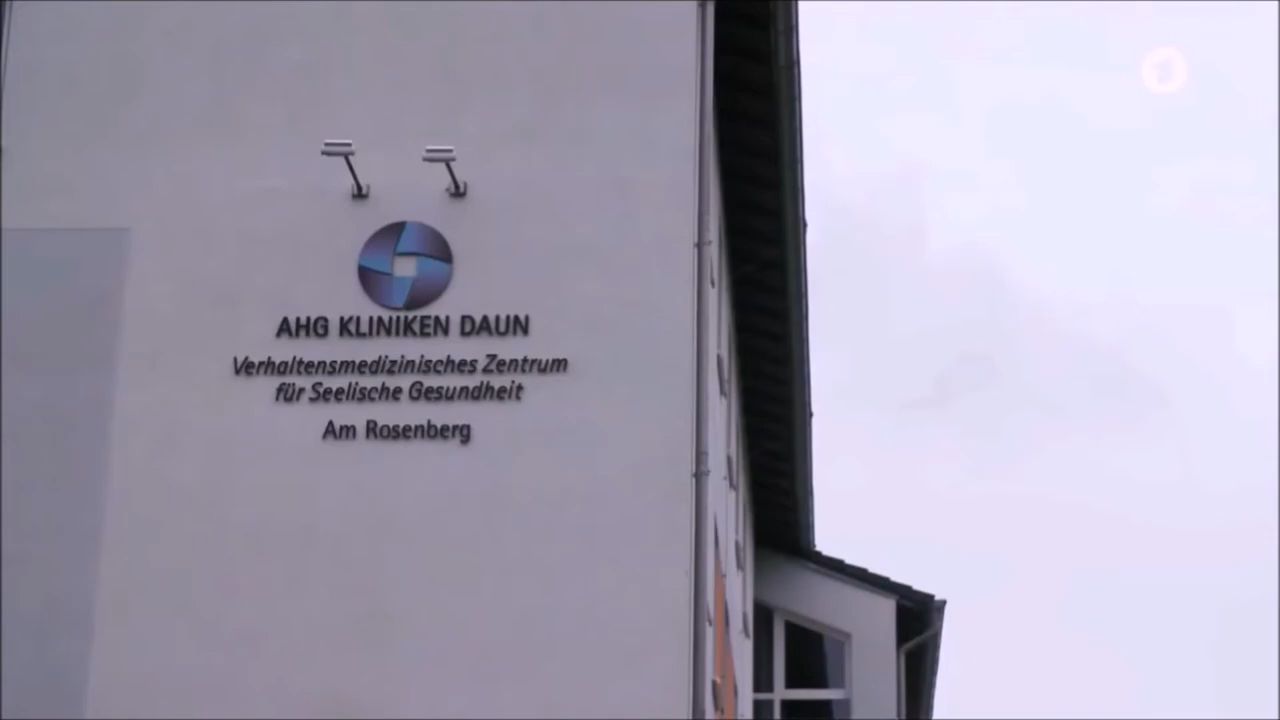 AHG KLINIKEN DAUN
Verhaltensmedizinisches Zentrum
für Seelische Gesundheit
Am Rosenberg